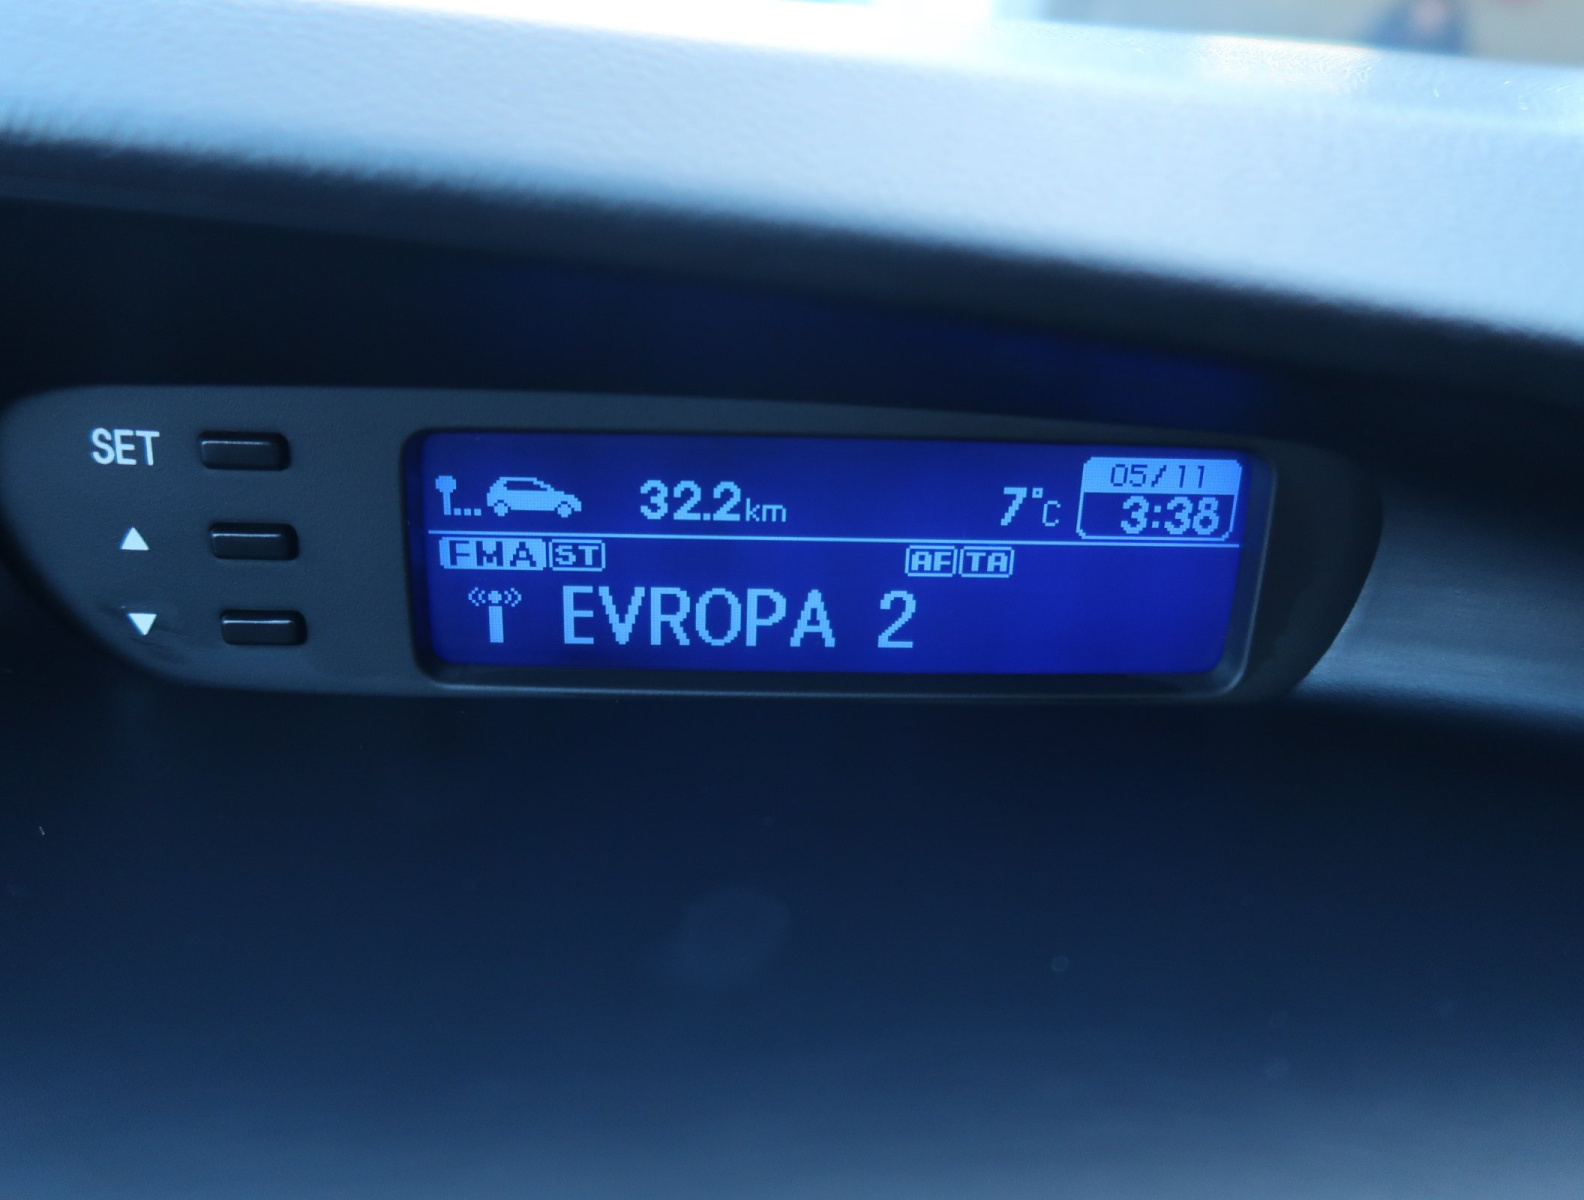 SET
32.2km 7°C 05/11
3:38
FMA ST AF TA
EVROPA 2